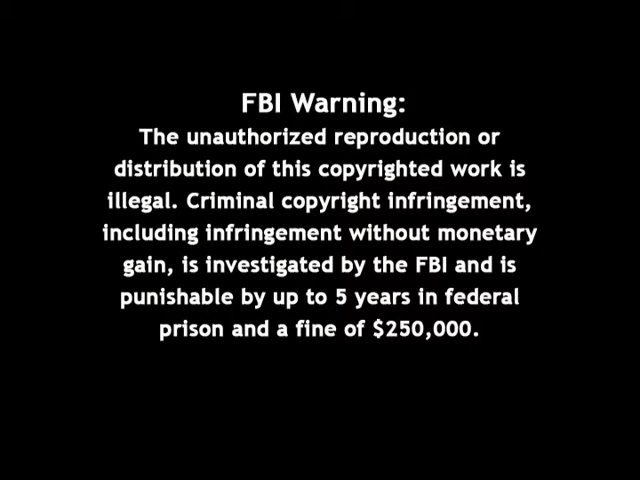 FBI Warning:
The unauthorized reproduction or
distribution of this copyrighted work is
illegal. Criminal copyright infringement,
including infringement without monetary
gain, is investigated by the FBI and is
punishable by up to 5 years in federal
prison and a fine of $250,000.